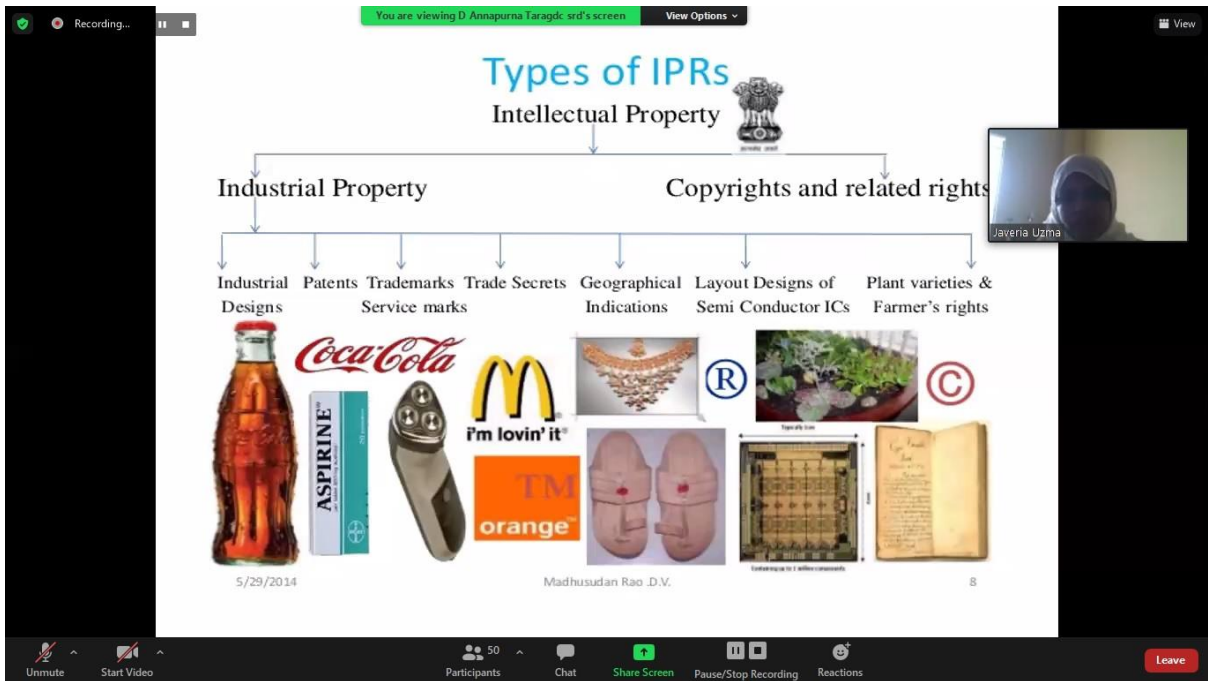 Recording...
You are viewing D Annapurna Taragdc srd's screen
View Options
View
Types of IPRs
Intellectual Property
Industrial Property
Copyrights and related rights
Javeria Uzma
Industrial Designs
Patents
Trademarks Service marks
Trade Secrets
Geographical Indications
Layout Designs of Semi Conductor ICs
Plant varieties & Farmer's rights
Coca-Cola
ASPIRINE
M
i'm lovin' it®
TM
orange™
®
©
5/29/2014
Madhusudan Rao .D.V.
8
Unmute
Start Video
50
Participants
Chat
Share Screen
Pause/Stop Recording
Reactions
Leave